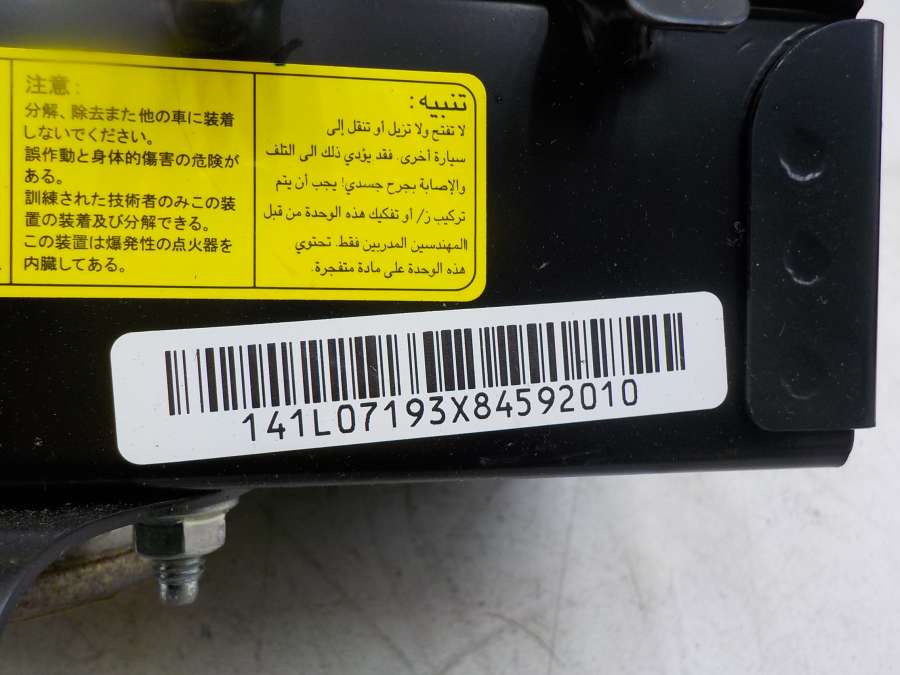 注意:
分解、除去また他の車に装着
しないでください。
誤作動と身体的傷害の危険が
ある。
訓練された技術者のみこの装
置の装着及び分解できる。
この装置は爆発性の点火器を
内臓してある。
تنبيه:
لا تفتح ولا تزيل أو تنقل إلى
سيارة أخرى. فقد يؤدي ذلك الى التلف
والإصابة بجرح جسدي! يجب أن يتم
تركيب ز/ أو تفكيك هذه الوحدة من قبل
المهندسين المدربين فقط. تحتوي
هذه الوحدة على مادة متفجرة.
141L07193X84592010